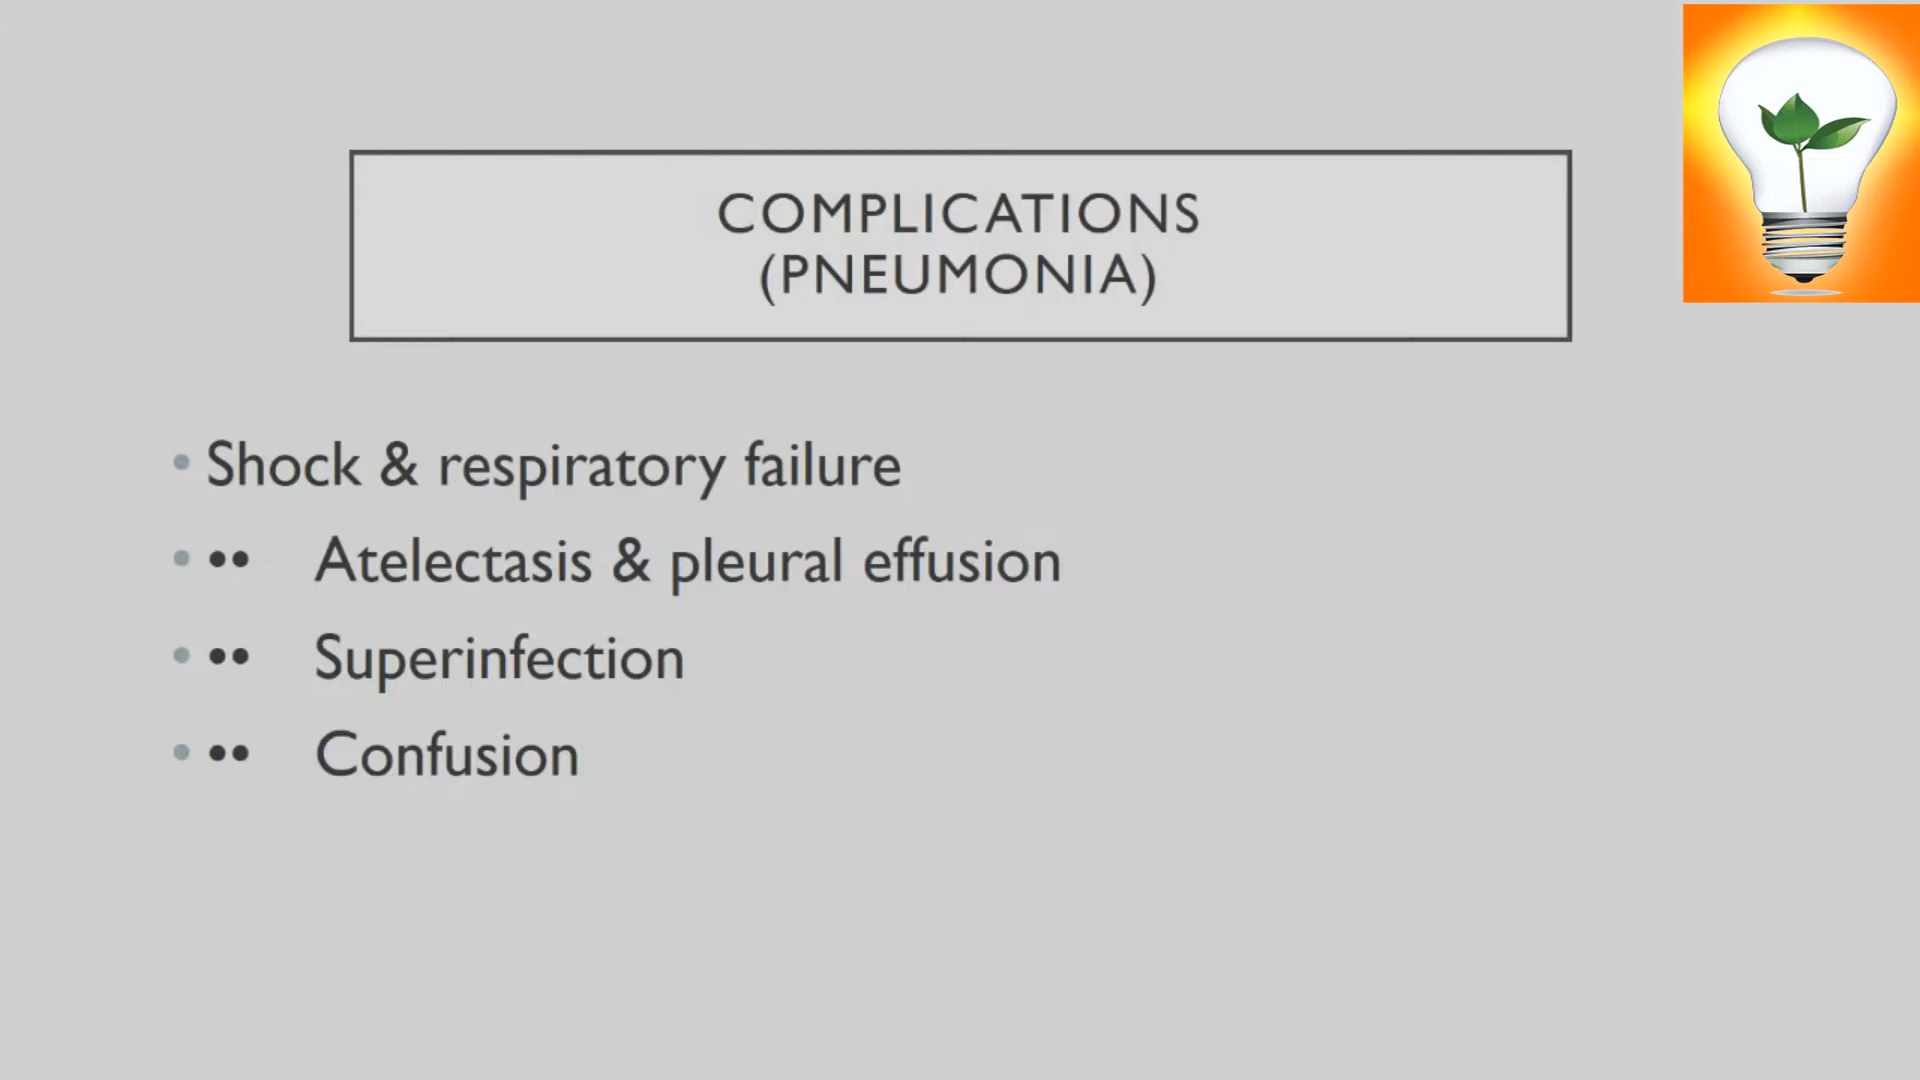 COMPLICATIONS
(PNEUMONIA)
• Shock & respiratory failure
• •• Atelectasis & pleural effusion
• •• Superinfection
• •• Confusion